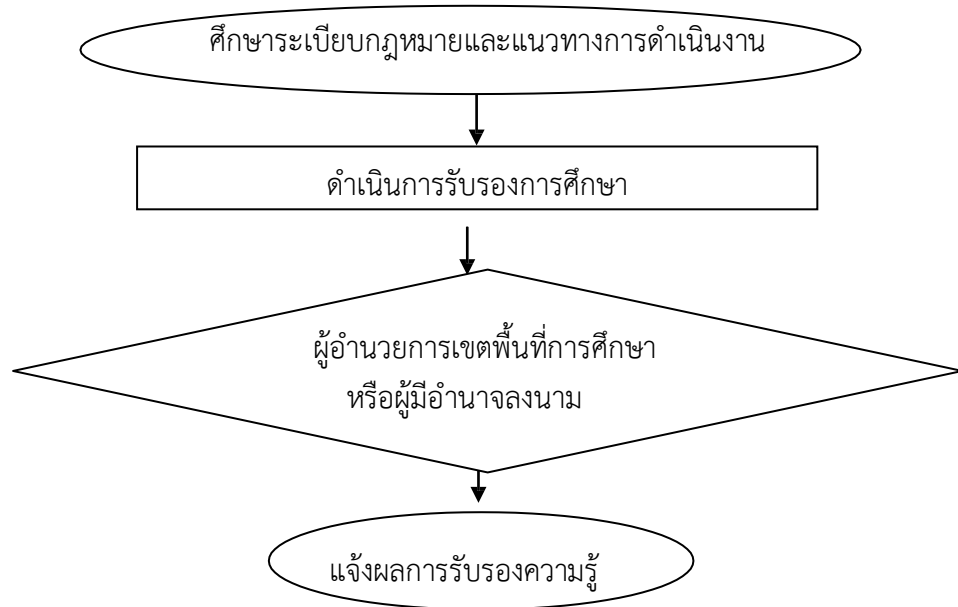 ศึกษาระเบียบกฎหมายและแนวทางการดำเนินงาน
ดำเนินการรับรองการศึกษา
ผู้อำนวยการเขตพื้นที่การศึกษา
หรือผู้มีอำนาจลงนาม
แจ้งผลการรับรองความรู้